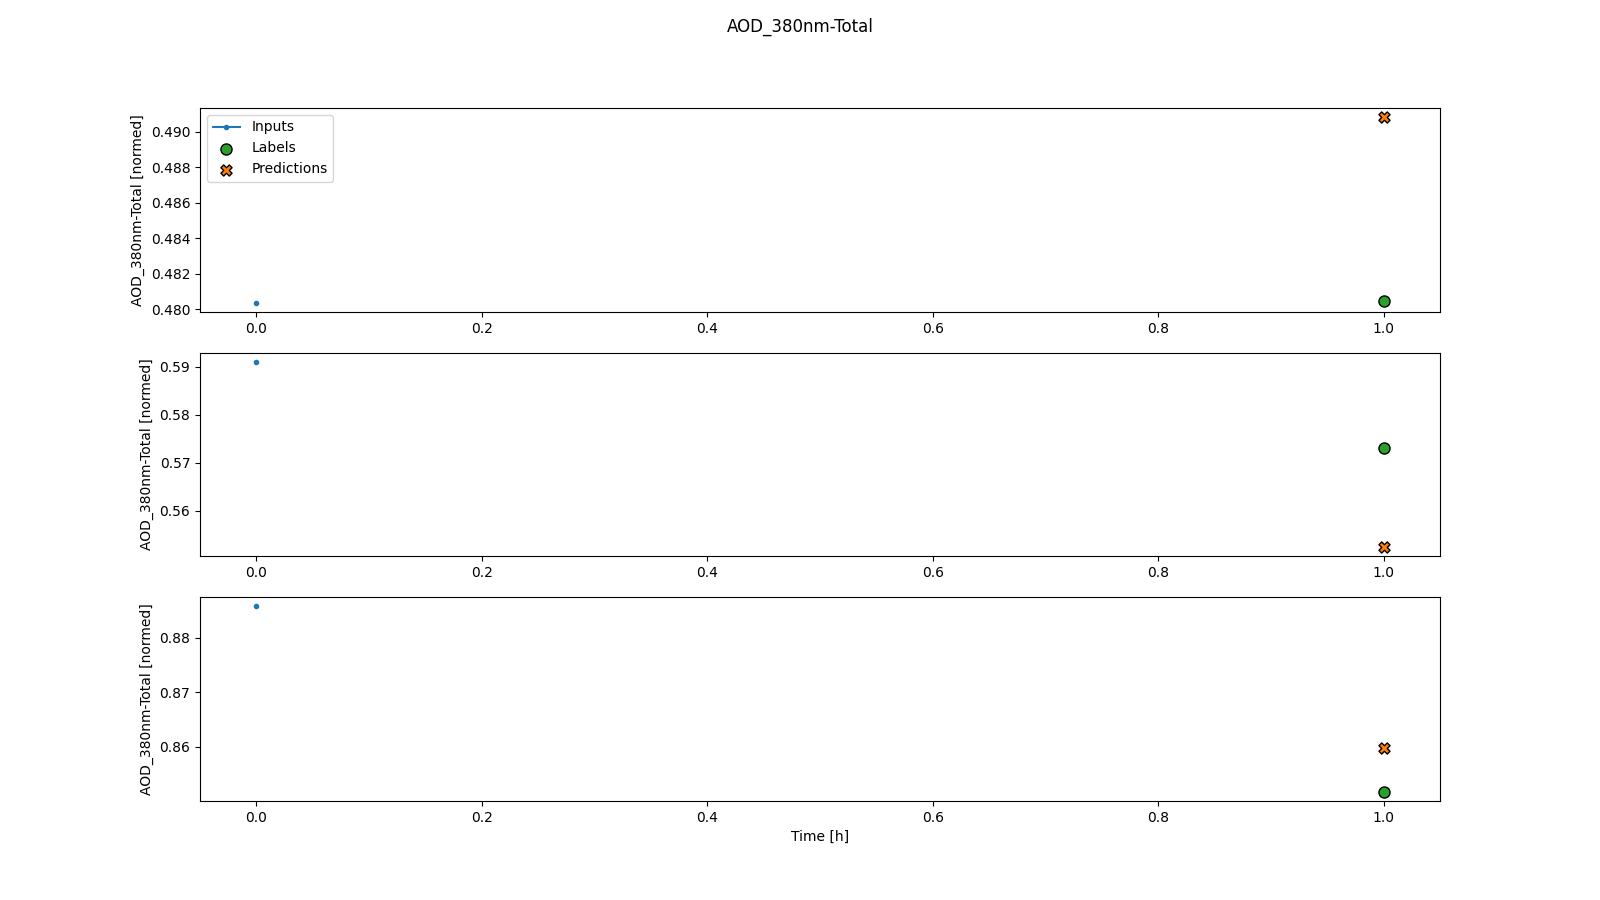 AOD_380nm-Total
AOD_380nm-Total [normed]
0.490
0.488
0.486
0.484
0.482
0.480
Inputs
Labels
Predictions
0.0 0.2 0.4 0.6 0.8 1.0
AOD_380nm-Total [normed]
0.59
0.58
0.57
0.56
0.0 0.2 0.4 0.6 0.8 1.0
AOD_380nm-Total [normed]
0.88
0.87
0.86
0.0 0.2 0.4 0.6 0.8 1.0
Time [h]